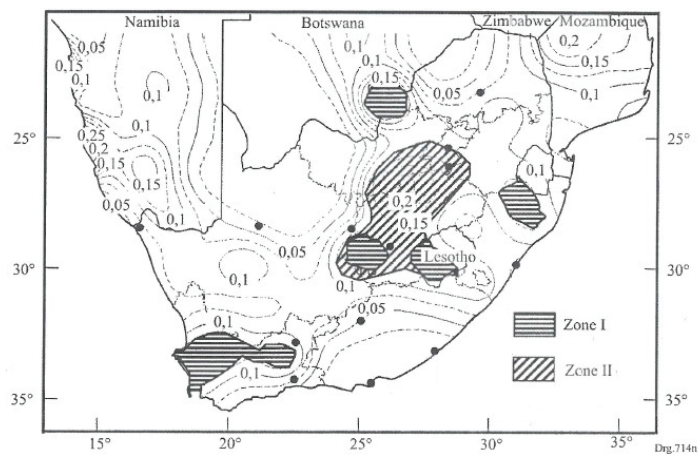 Namibia Botswana Zimbabwe Mozambique
0,05 0,1 0,2
0,15 0,1 0,15
0,1 0,1 0,15 0,05 0,1
25° 0,25 0,1 0,1 25°
0,2
0,15 0,15 0,2
0,05 0,1 0,05 0,15
Lesotho
30° 0,1 0,1 30°
0,1 0,05
Zone I
0,1 Zone II
35° 35°
15° 20° 25° 30° 35°
Drg.714n